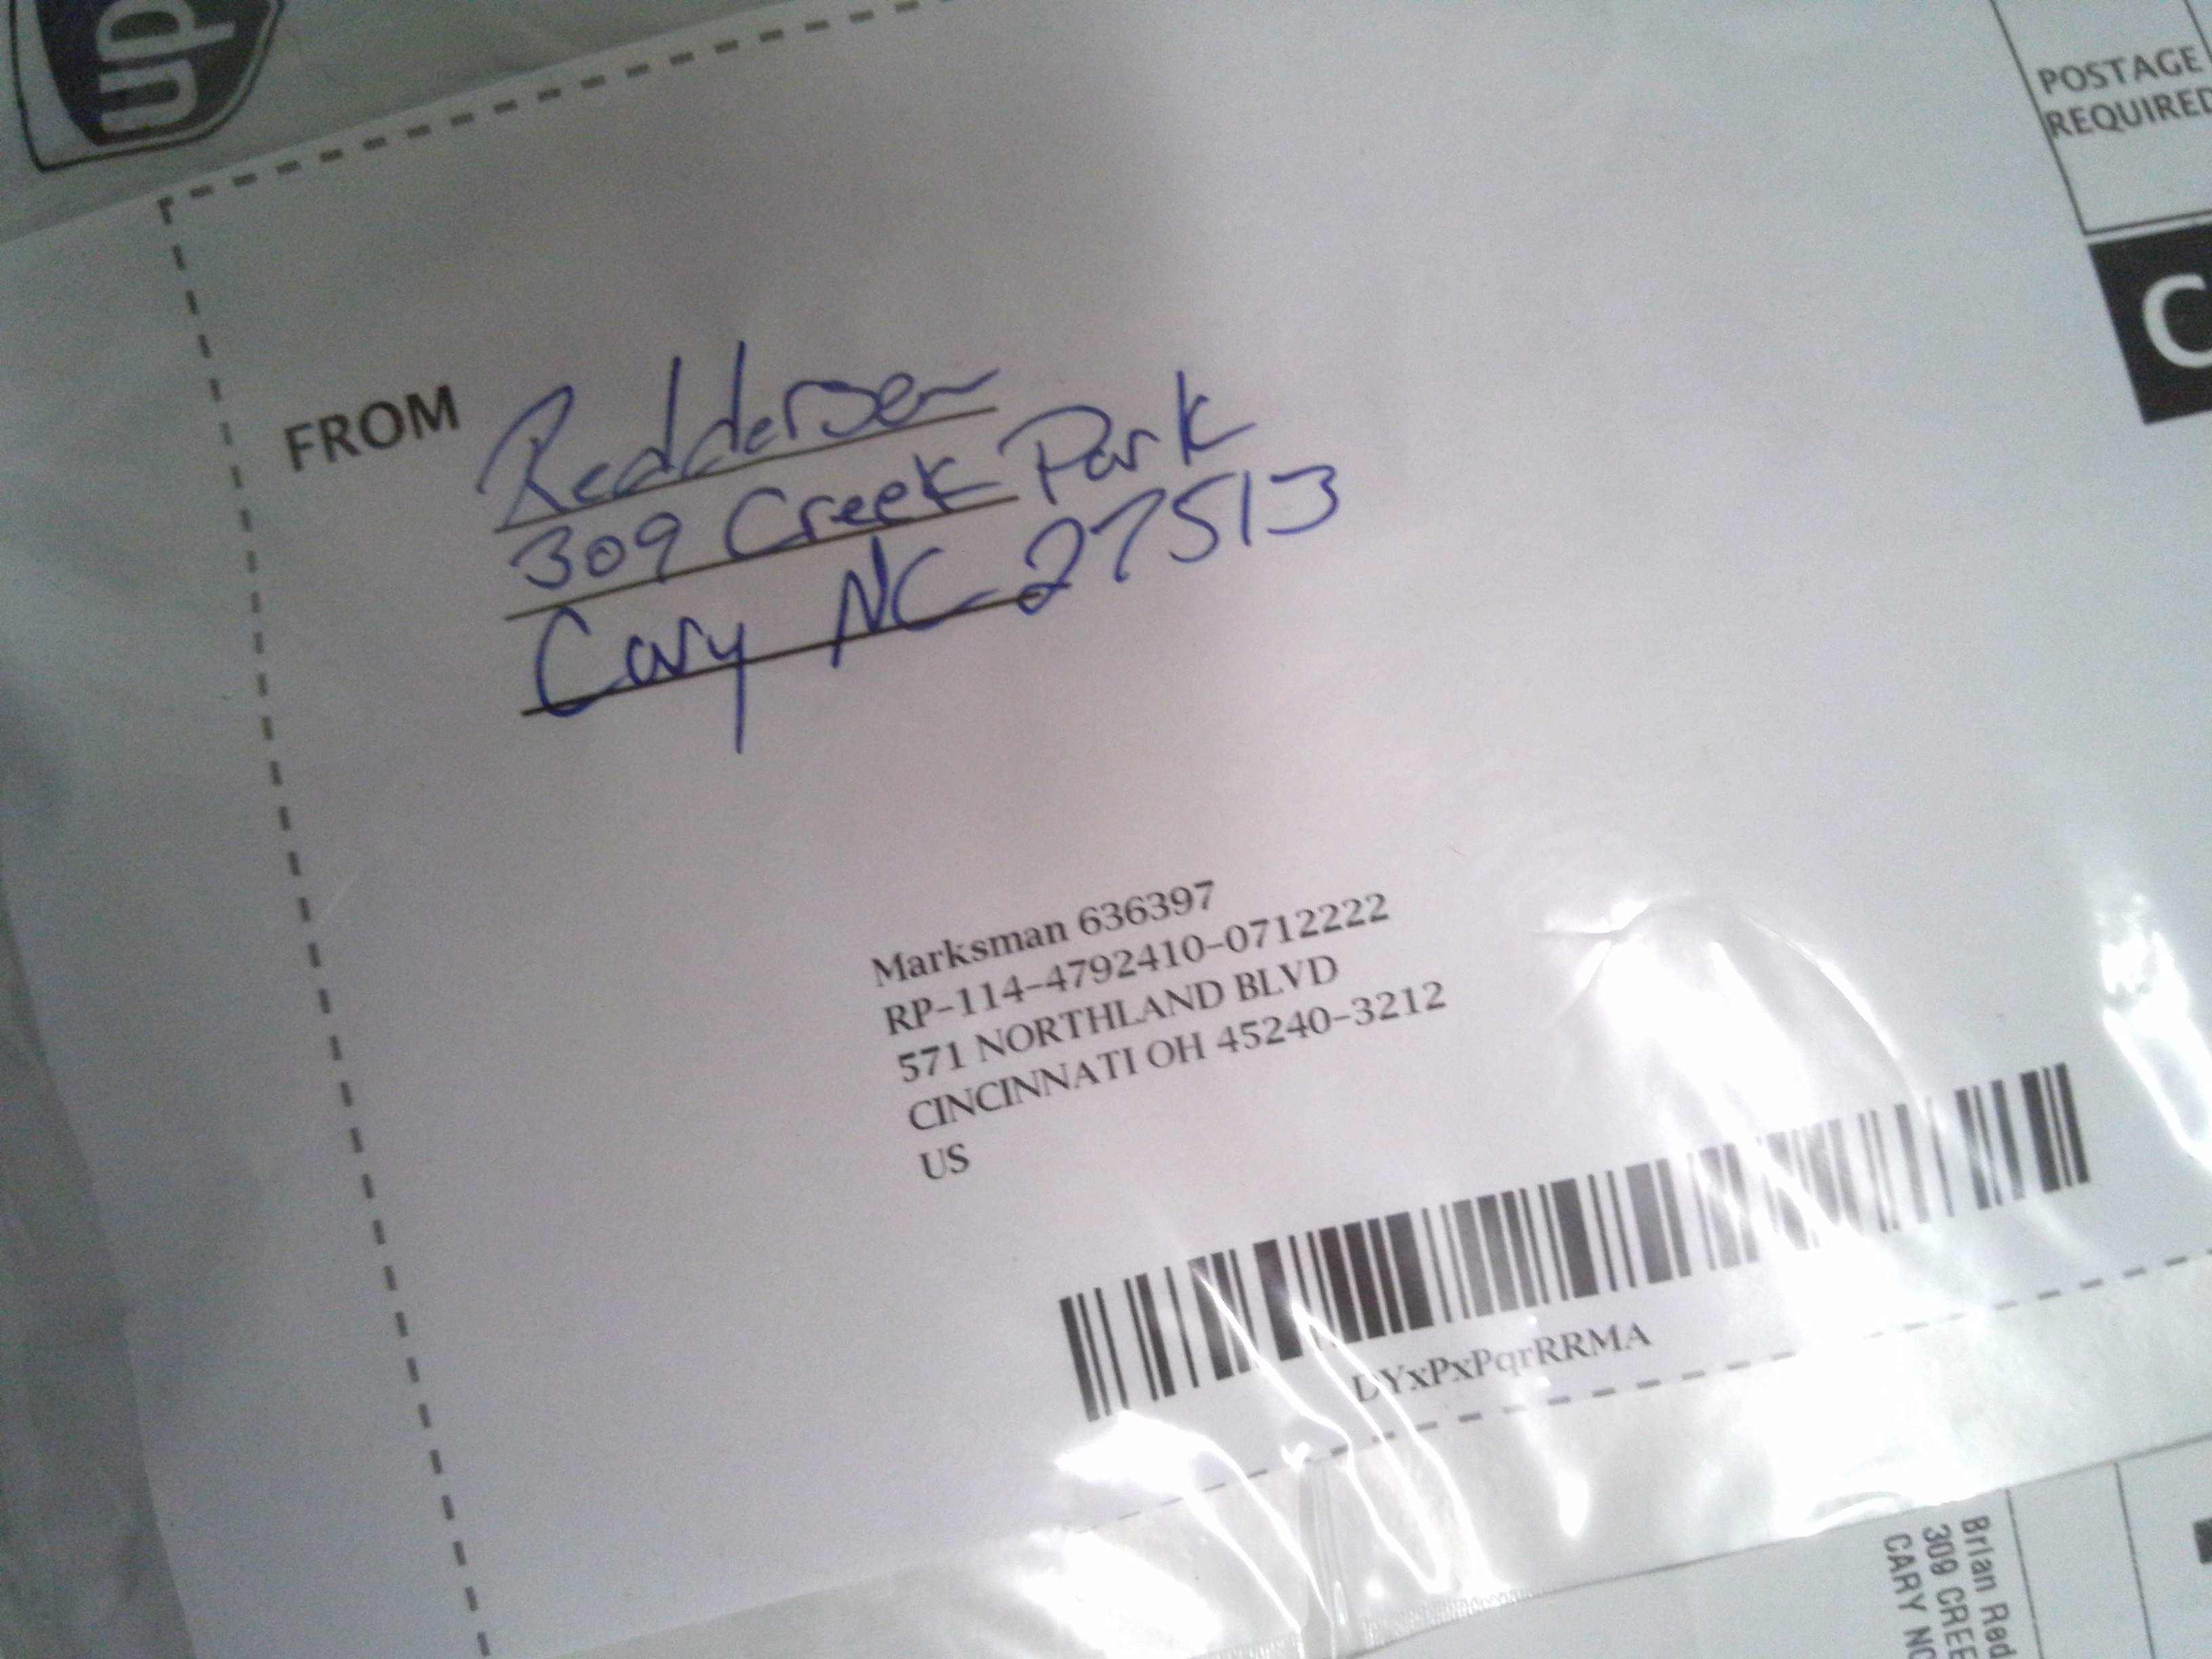 up
POSTAGE
REQUIRED
C
FROM
Reddersen
309 Creek Park
Cary NC 27513
Marksman 636397
RP-114-4792410-0712222
571 NORTHLAND BLVD
CINCINNATI OH 45240-3212
US
DYxPxPqrRRMA
Brian Red
309 CREE
CARY NC